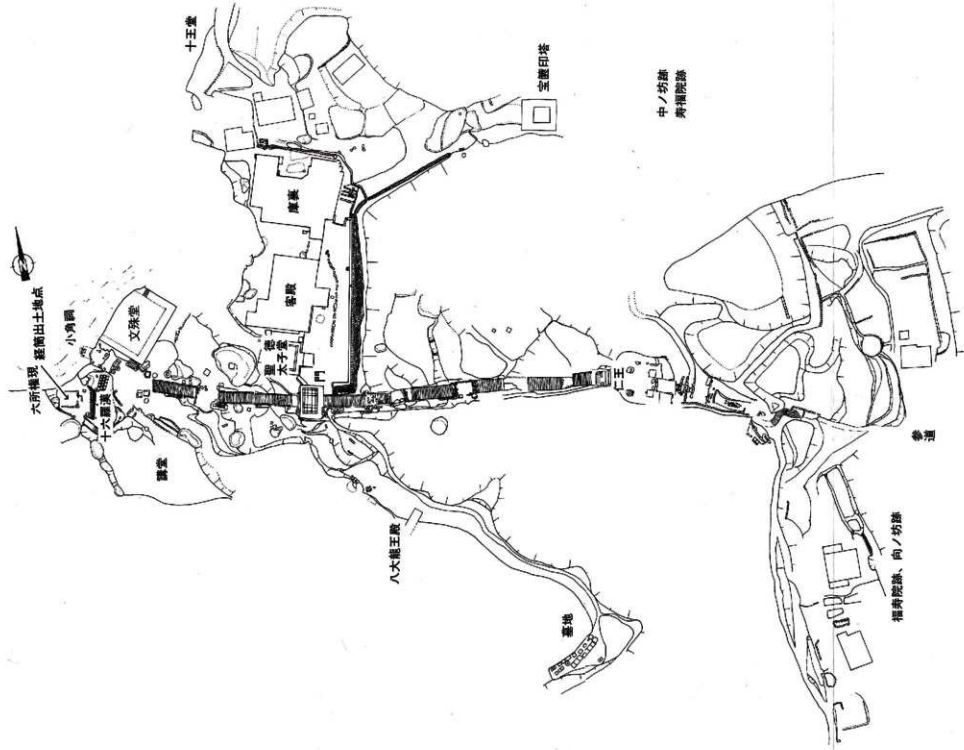 十王堂
宝篋印塔
中ノ坊跡
寿福院跡
庫裏
客殿
聖徳
太子堂
門
文殊堂
小角祠
経筒出土地点
六所権現
十六羅漢
講堂
八大龍王殿
仁王
墓地
参道
福寿院跡、向ノ坊跡